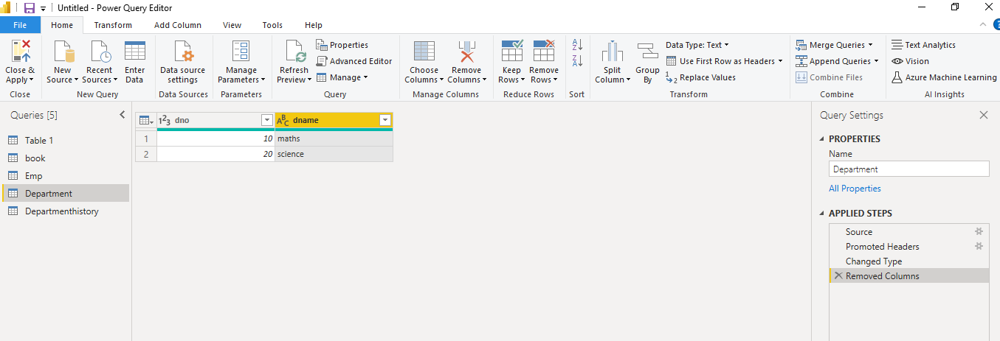 Untitled - Power Query Editor
File Home Transform Add Column View Tools Help
Close & Apply
New Source
Recent Sources
Enter Data
Data source settings
Manage Parameters
Refresh Preview
Properties
Advanced Editor
Manage
Choose Columns
Remove Columns
Keep Rows
Remove Rows
Split Column
Group By
Data Type: Text
Use First Row as Headers
Replace Values
Merge Queries
Append Queries
Combine Files
Text Analytics
Vision
Azure Machine Learning
Close New Query Data Sources Parameters Query Manage Columns Reduce Rows Sort Transform Combine AI Insights
Queries [5]
Table 1
book
Emp
Department
Departmenthistory
123 dno ABC dname
1 10 maths
2 20 science
Query Settings
PROPERTIES
Name
Department
All Properties
APPLIED STEPS
Source
Promoted Headers
Changed Type
Removed Columns